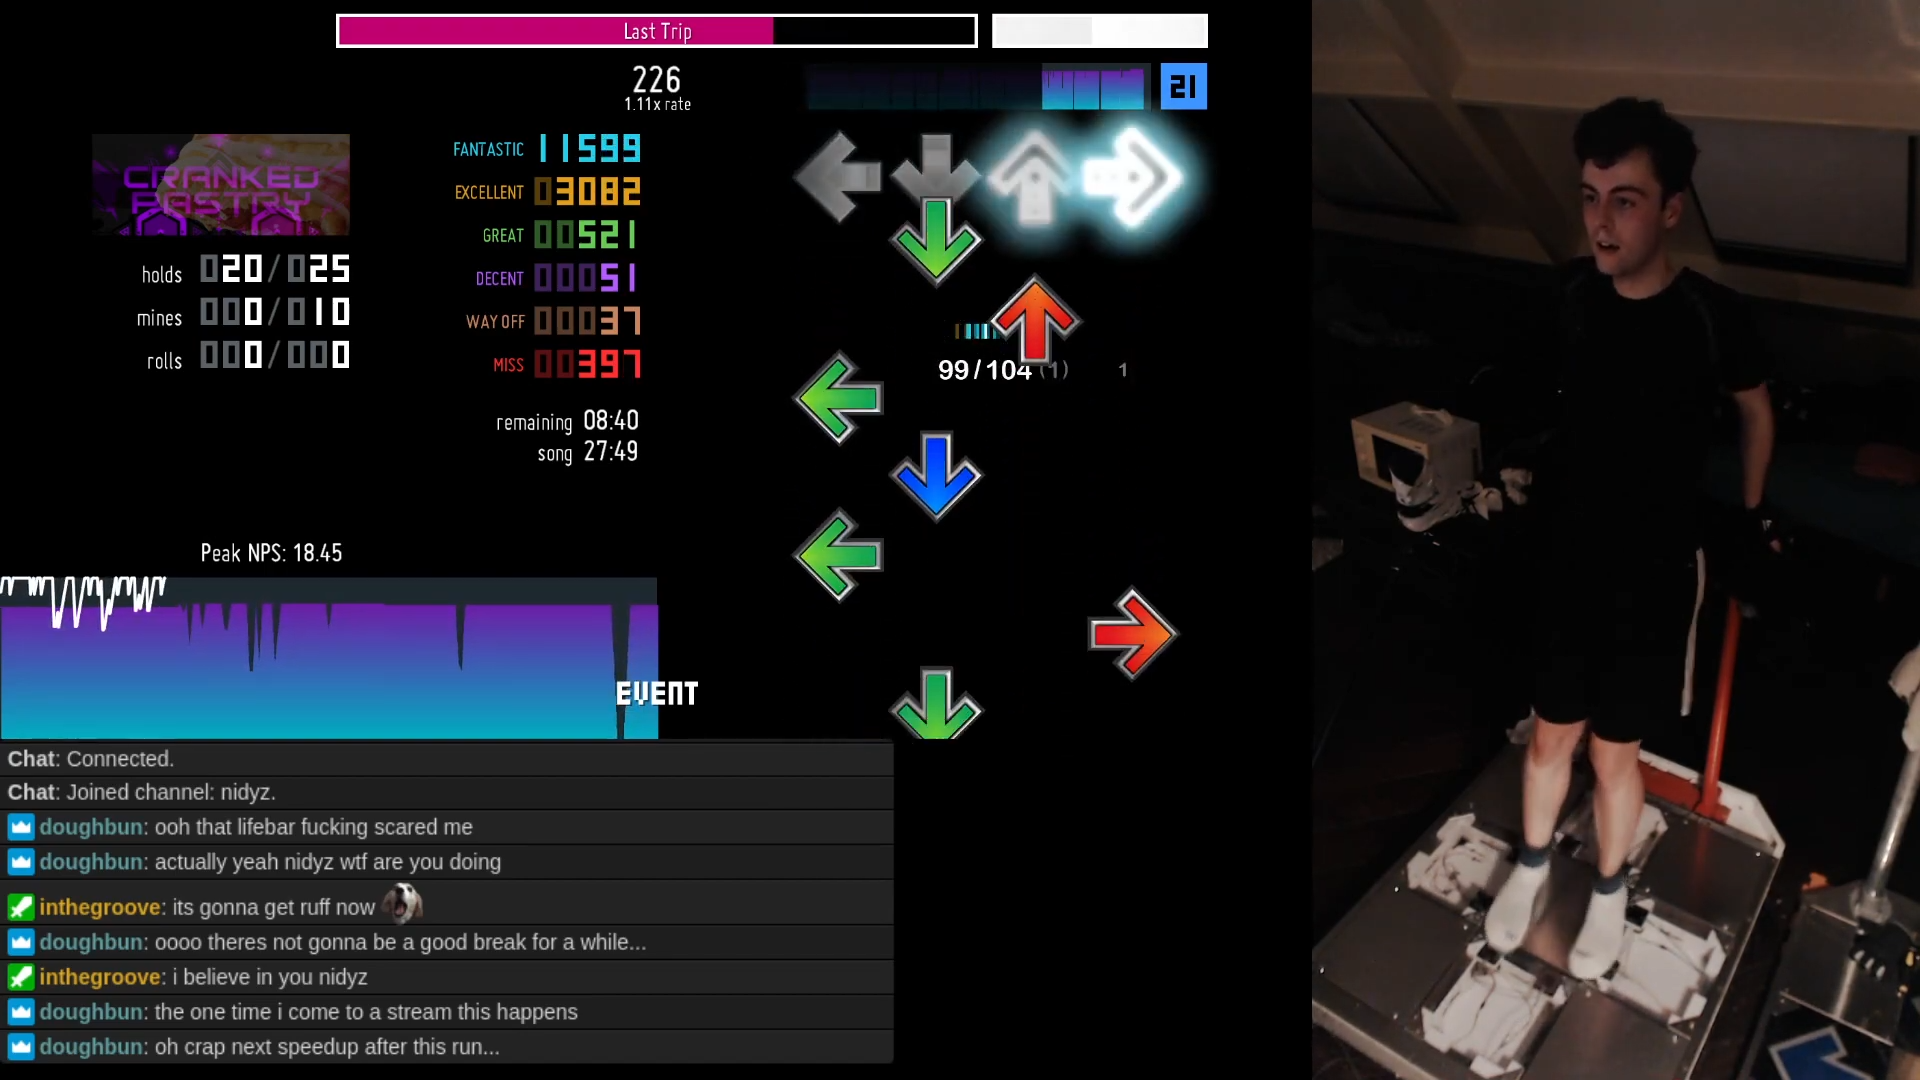 Last Trip
226
1.11x rate
21
CRANKED
PASTRY
FANTASTIC 11599
EXCELLENT 03082
GREAT 00521
DECENT 00051
WAY OFF 00037
MISS 00397
holds 020/025
mines 000/010
rolls 000/000
99/104 (1) 1
remaining 08:40
song 27:49
Peak NPS: 18.45
EVENT
Chat: Connected.
Chat: Joined channel: nidyz.
doughbun: ooh that lifebar fucking scared me
doughbun: actually yeah nidyz wtf are you doing
inthegroove: its gonna get ruff now
doughbun: oooo theres not gonna be a good break for a while...
inthegroove: i believe in you nidyz
doughbun: the one time i come to a stream this happens
doughbun: oh crap next speedup after this run...